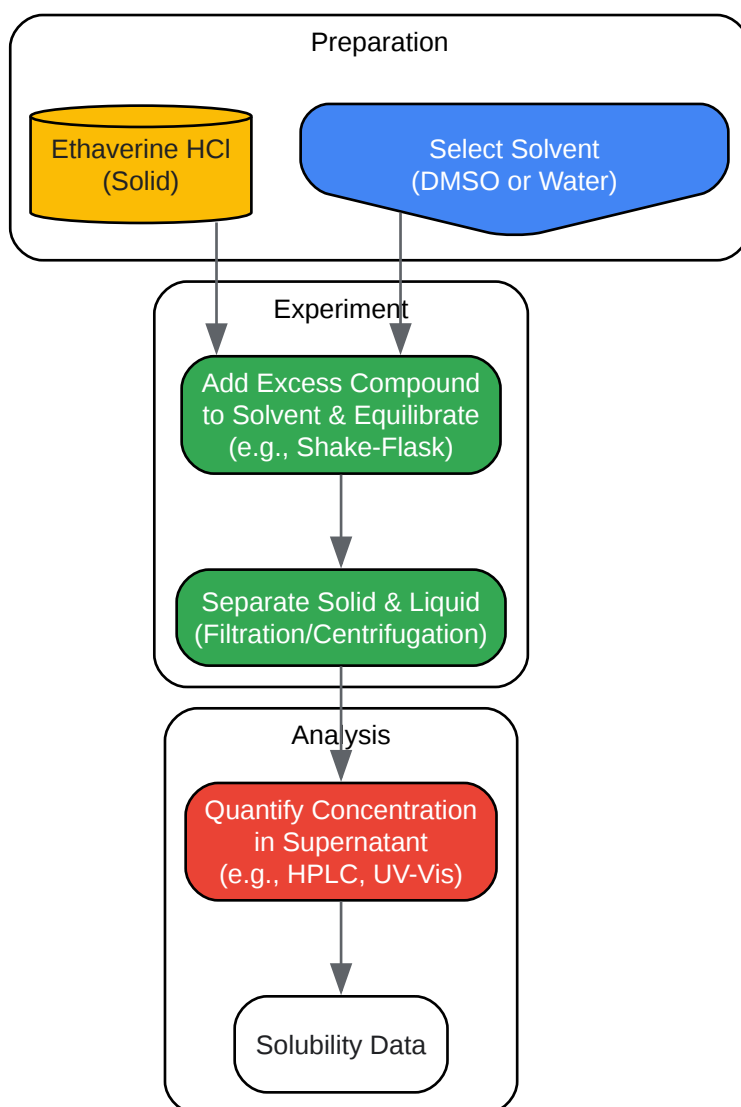 Preparation
Ethaverine HCl
(Solid)
Select Solvent
(DMSO or Water)
Experiment
Add Excess Compound
to Solvent & Equilibrate
(e.g., Shake-Flask)
Separate Solid & Liquid
(Filtration/Centrifugation)
Analysis
Quantify Concentration
in Supernatant
(e.g., HPLC, UV-Vis)
Solubility Data